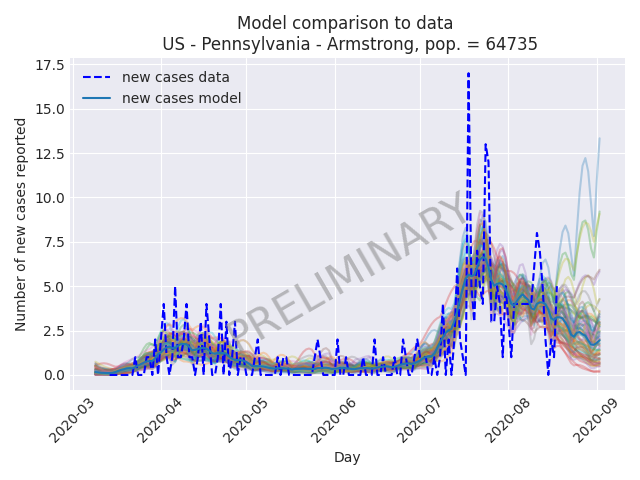 Model comparison to data
US - Pennsylvania - Armstrong, pop. = 64735
17.5
15.0
12.5
10.0
7.5
5.0
2.5
0.0
Number of new cases reported
new cases data
new cases model
PRELIMINARY
2020-03
2020-04
2020-05
2020-06
2020-07
2020-08
2020-09
Day